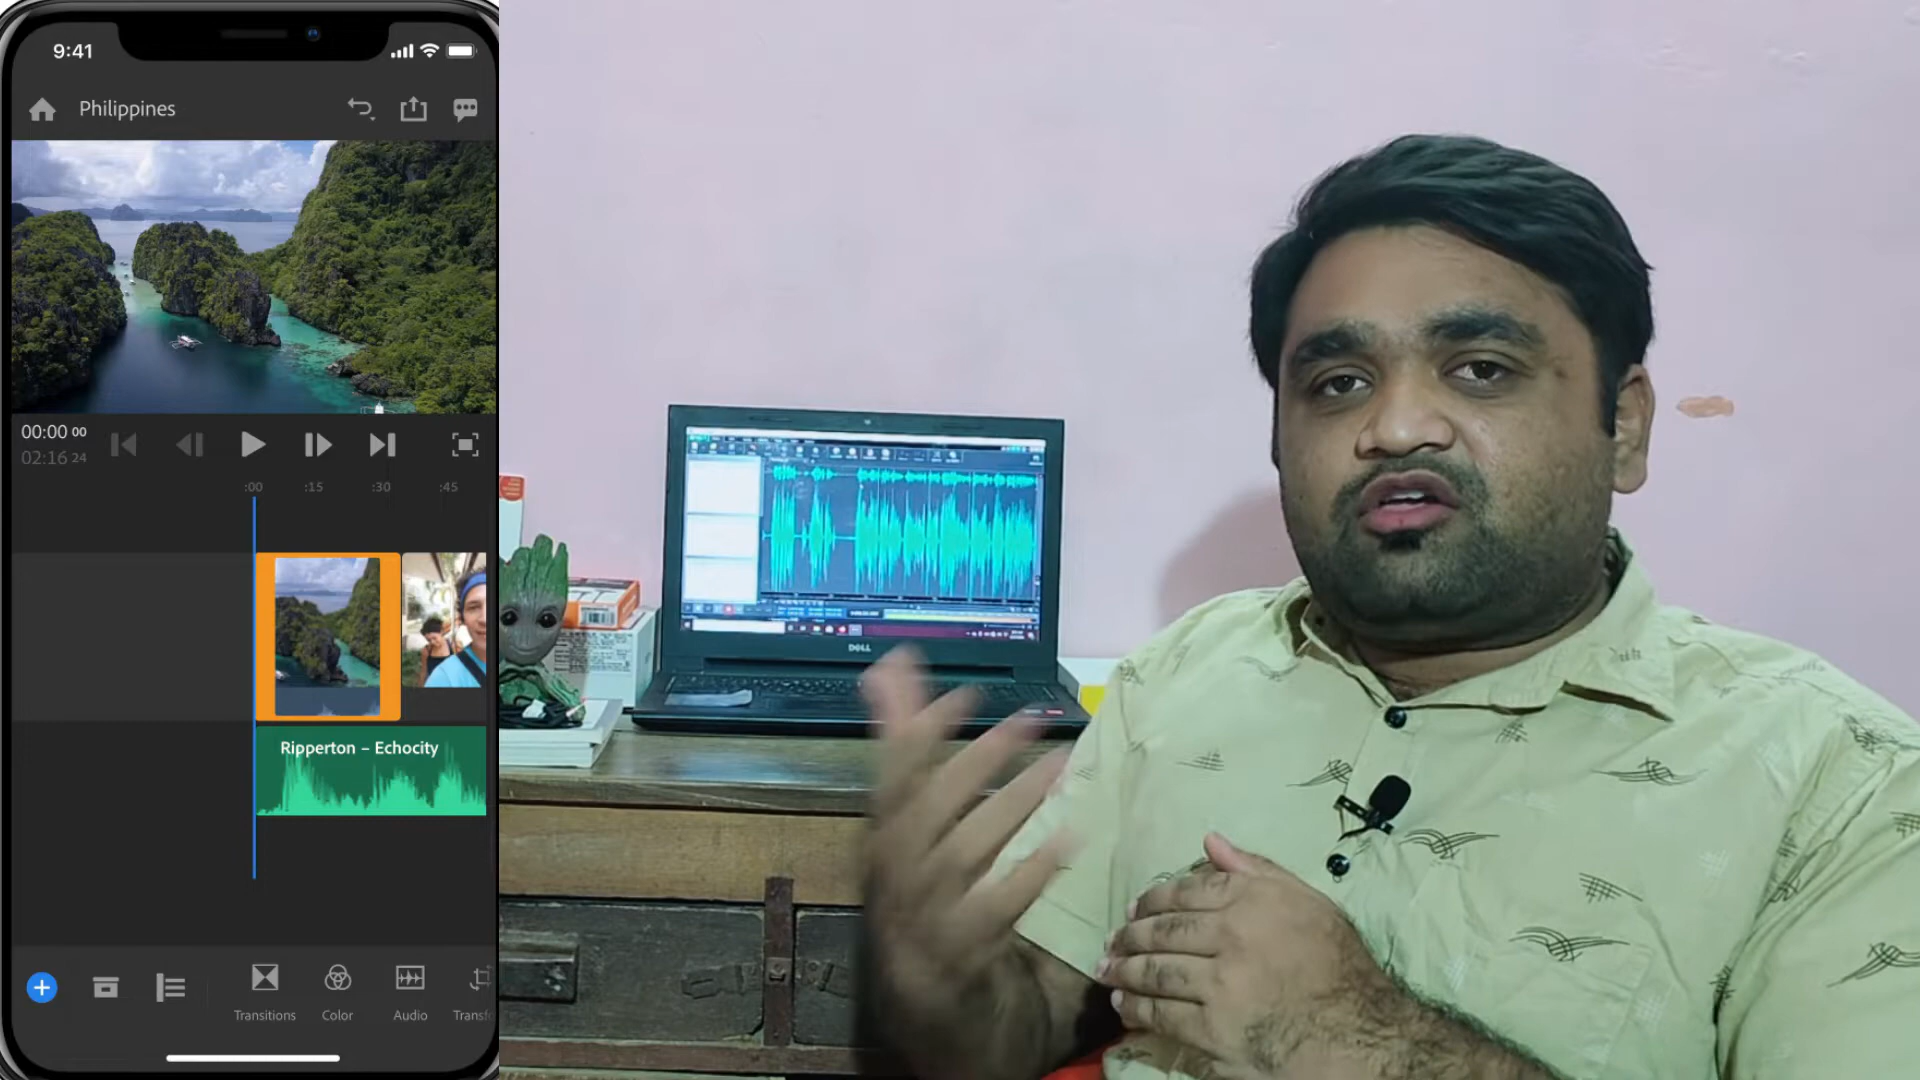 9:41
Philippines
00:00 00
02:16 24
:00 :15 :30 :45
Ripperton – Echocity
Transitions Color Audio Transfo
DELL